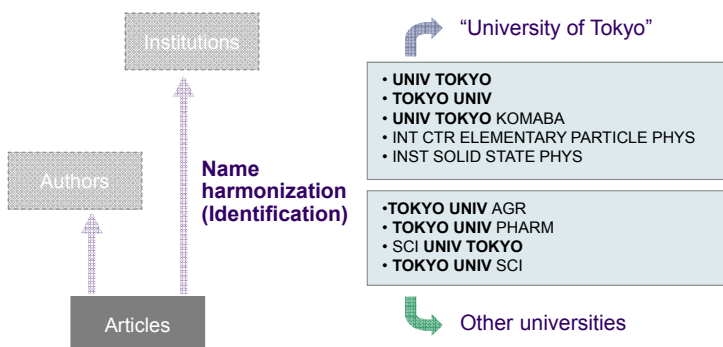 Institutions
Authors
Articles
Name
harmonization
(Identification)
“University of Tokyo”
• UNIV TOKYO
• TOKYO UNIV
• UNIV TOKYO KOMABA
• INT CTR ELEMENTARY PARTICLE PHYS
• INST SOLID STATE PHYS
•TOKYO UNIV AGR
• TOKYO UNIV PHARM
• SCI UNIV TOKYO
• TOKYO UNIV SCI
Other universities